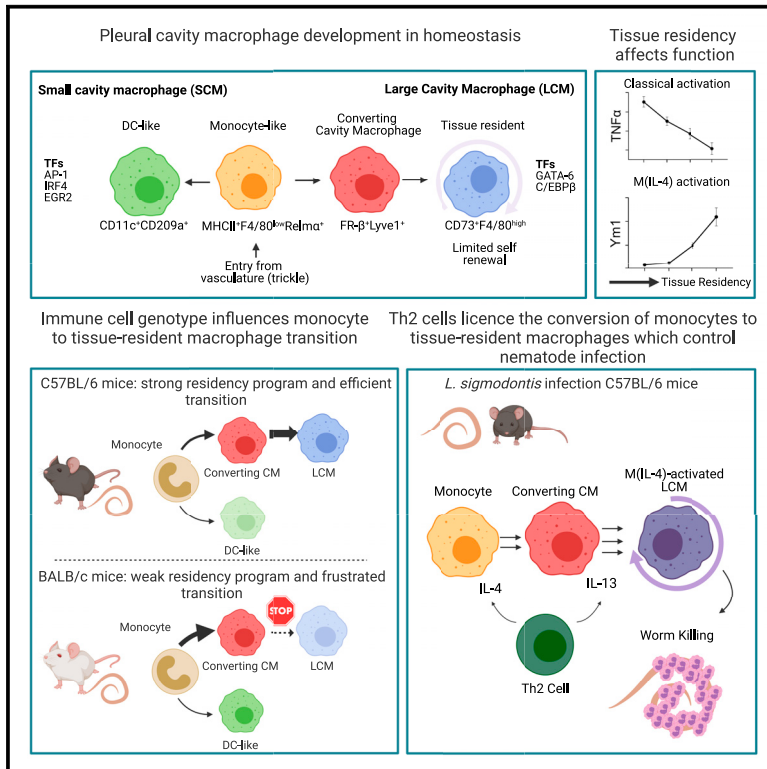 Pleural cavity macrophage development in homeostasis
Small cavity macrophage (SCM)
Large Cavity Macrophage (LCM)
DC-like
Monocyte-like
Converting
Cavity Macrophage
Tissue resident
TFs
AP-1
IRF4
EGR2
TFs
GATA-6
C/EBPβ
CD11c⁺CD209a⁺
MHCII⁺F4/80ˡᵒʷRelmα⁺
FR-β⁺Lyve1⁺
CD73⁺F4/80ʰⁱᵍʰ
Entry from
vasculature (trickle)
Limited self
renewal
Tissue residency
affects function
Classical activation
TNFα
M(IL-4) activation
Ym1
Tissue Residency
Immune cell genotype influences monocyte
to tissue-resident macrophage transition
C57BL/6 mice: strong residency program and efficient
transition
Monocyte
Converting CM
LCM
DC-like
BALB/c mice: weak residency program and frustrated
transition
Monocyte
STOP
Converting CM
LCM
DC-like
Th2 cells licence the conversion of monocytes to
tissue-resident macrophages which control
nematode infection
L. sigmodontis infection C57BL/6 mice
Monocyte
Converting CM
M(IL-4)-activated
LCM
IL-4
IL-13
Th2 Cell
Worm Killing